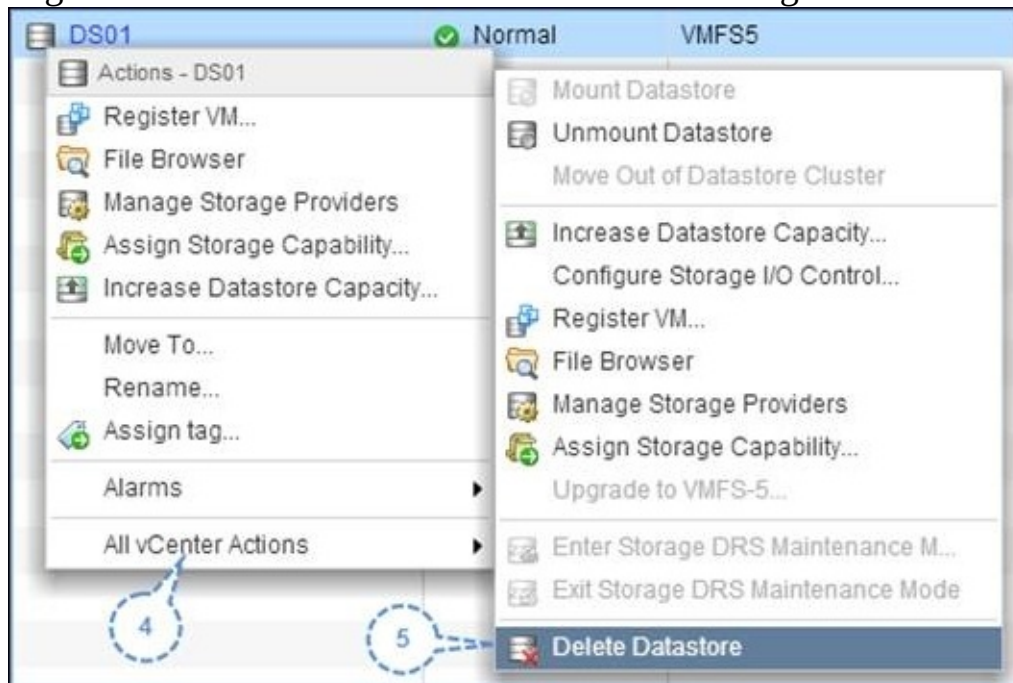 DS01 Normal VMFS5
Actions - DS01
Register VM...
File Browser
Manage Storage Providers
Assign Storage Capability...
Increase Datastore Capacity...
Move To...
Rename...
Assign tag...
Alarms
All vCenter Actions
4
Mount Datastore
Unmount Datastore
Move Out of Datastore Cluster
Increase Datastore Capacity...
Configure Storage I/O Control...
Register VM...
File Browser
Manage Storage Providers
Assign Storage Capability...
Upgrade to VMFS-5...
Enter Storage DRS Maintenance M...
Exit Storage DRS Maintenance Mode
5
Delete Datastore